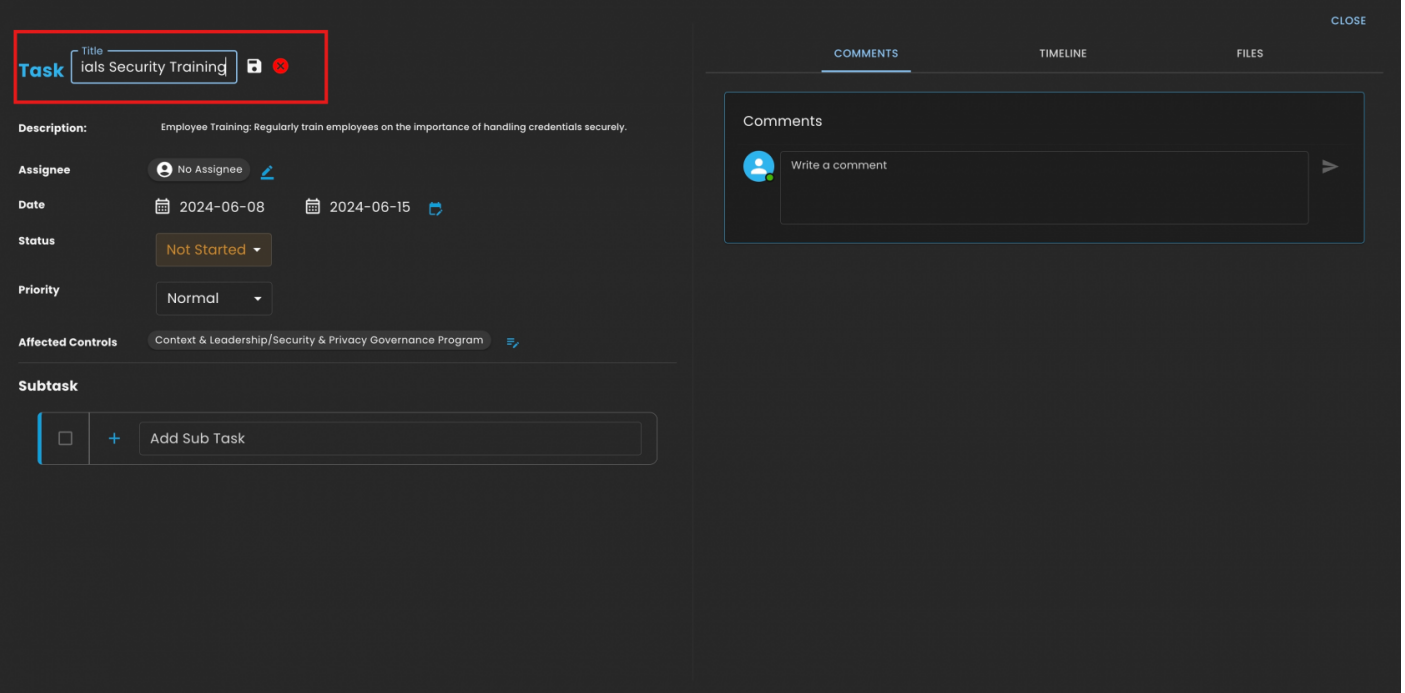 CLOSE
Task
Title
ials Security Training
Description:
Employee Training: Regularly train employees on the importance of handling credentials securely.
Assignee
No Assignee
Date
2024-06-08
2024-06-15
Status
Not Started
Priority
Normal
Affected Controls
Context & Leadership/Security & Privacy Governance Program
Subtask
Add Sub Task
COMMENTS
TIMELINE
FILES
Comments
Write a comment